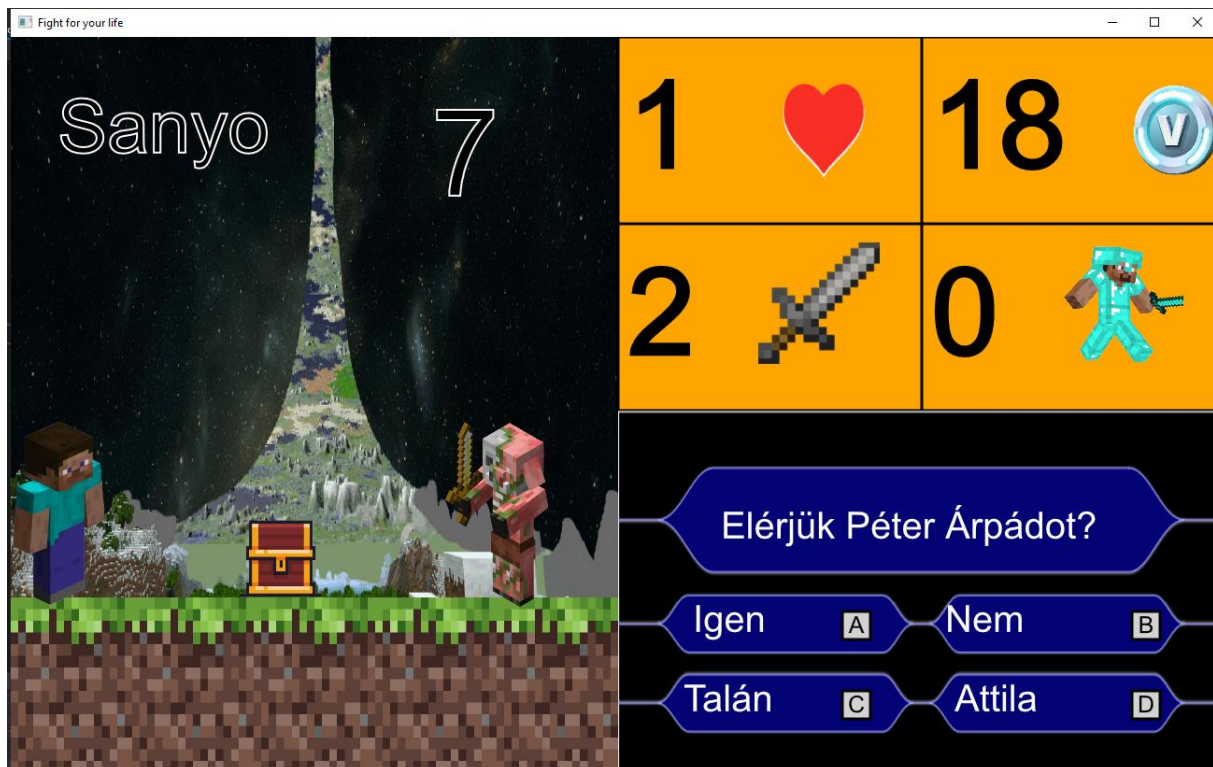 Fight for your life
Sanyo
7
1
18
V
2
0
Elérjük Péter Árpádot?
Igen A
Nem B
Talán C
Attila D